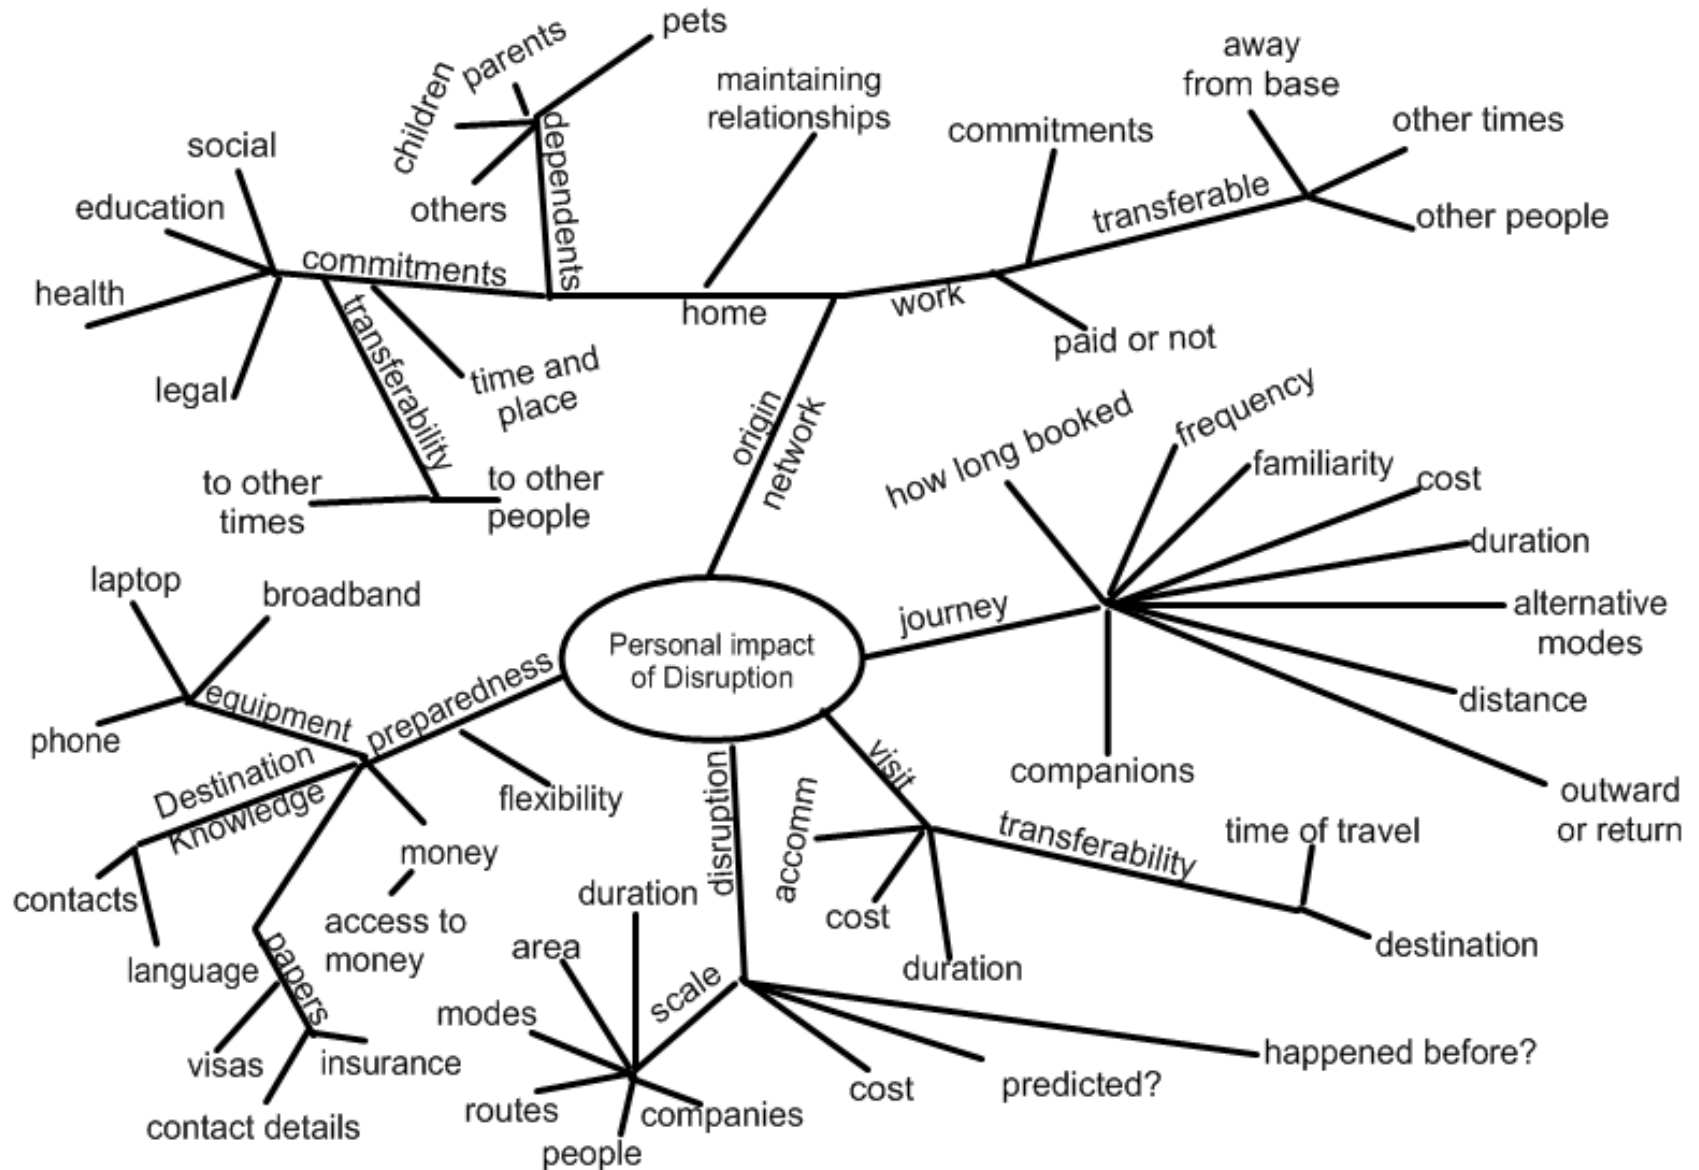 Personal impact
of Disruption
origin
network
home
maintaining
relationships
dependents
children
parents
pets
others
commitments
social
education
health
legal
transferability
to other
times
to other
people
time and
place
work
commitments
paid or not
transferable
away
from base
other times
other people
journey
how long booked
frequency
familiarity
cost
duration
alternative
modes
distance
outward
or return
companions
visit
accomm
cost
duration
transferability
time of travel
destination
disruption
scale
duration
area
modes
routes
people
companies
cost
predicted?
happened before?
preparedness
flexibility
equipment
laptop
broadband
phone
Destination
Knowledge
contacts
language
money
access to
money
papers
visas
contact details
insurance